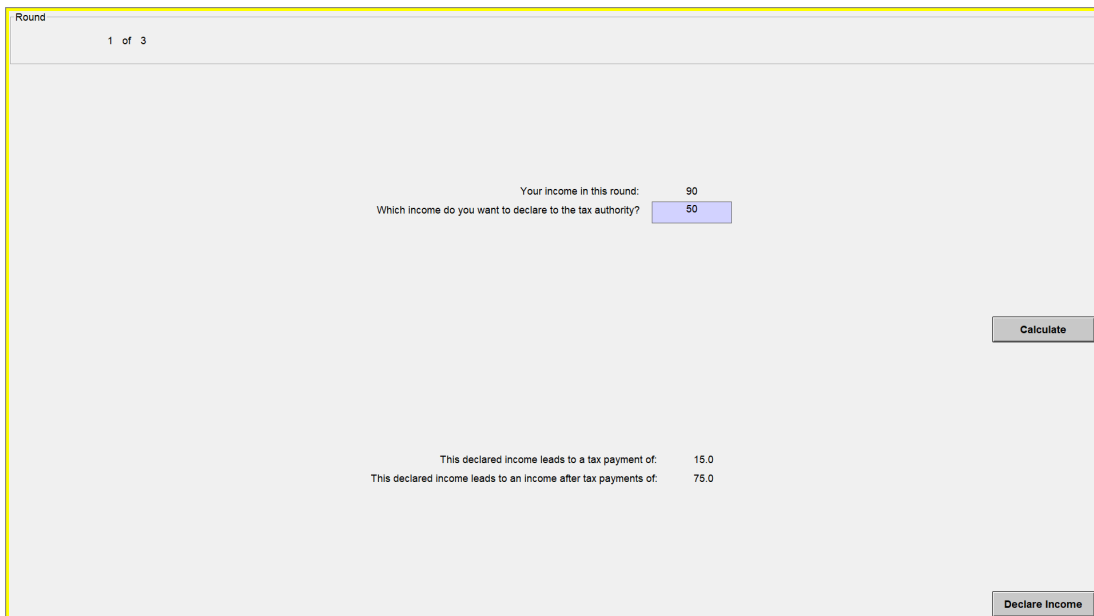 Round
1 of 3
Your income in this round: 90
Which income do you want to declare to the tax authority? 50
Calculate
This declared income leads to a tax payment of: 15.0
This declared income leads to an income after tax payments of: 75.0
Declare Income